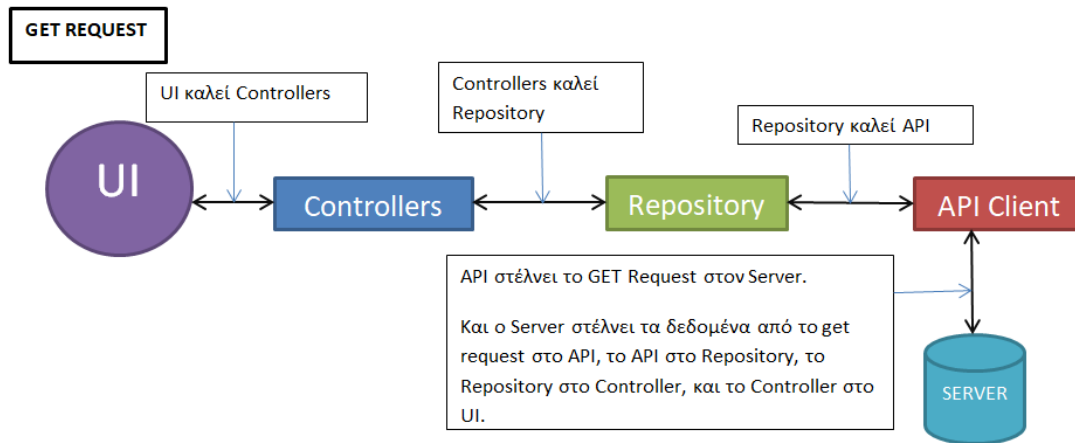 GET REQUEST
UI καλεί Controllers
Controllers καλεί
Repository
Repository καλεί API
UI
Controllers
Repository
API Client
API στέλνει το GET Request στον Server.
Και ο Server στέλνει τα δεδομένα από το get
request στο API, το API στο Repository, το
Repository στο Controller, και το Controller στο
UI.
SERVER